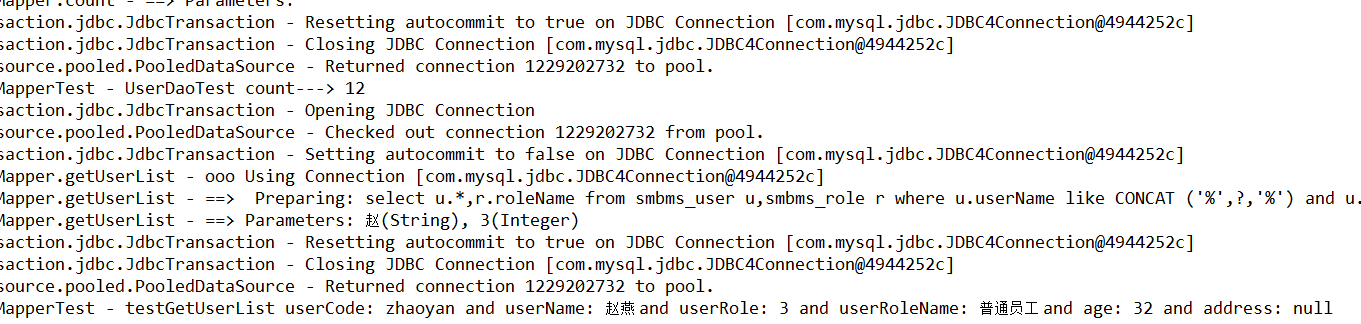 Mapper.count - ==> Parameters:
saction.jdbc.JdbcTransaction - Resetting autocommit to true on JDBC Connection [com.mysql.jdbc.JDBC4Connection@4944252c]
saction.jdbc.JdbcTransaction - Closing JDBC Connection [com.mysql.jdbc.JDBC4Connection@4944252c]
source.pooled.PooledDataSource - Returned connection 1229202732 to pool.
MapperTest - UserDaoTest count---> 12
saction.jdbc.JdbcTransaction - Opening JDBC Connection
source.pooled.PooledDataSource - Checked out connection 1229202732 from pool.
saction.jdbc.JdbcTransaction - Setting autocommit to false on JDBC Connection [com.mysql.jdbc.JDBC4Connection@4944252c]
Mapper.getUserList - ooo Using Connection [com.mysql.jdbc.JDBC4Connection@4944252c]
Mapper.getUserList - ==>  Preparing: select u.*,r.roleName from smbms_user u,smbms_role r where u.userName like CONCAT ('%',?,'%') and u.
Mapper.getUserList - ==> Parameters: 赵(String), 3(Integer)
saction.jdbc.JdbcTransaction - Resetting autocommit to true on JDBC Connection [com.mysql.jdbc.JDBC4Connection@4944252c]
saction.jdbc.JdbcTransaction - Closing JDBC Connection [com.mysql.jdbc.JDBC4Connection@4944252c]
source.pooled.PooledDataSource - Returned connection 1229202732 to pool.
MapperTest - testGetUserList userCode: zhaoyan and userName: 赵燕 and userRole: 3 and userRoleName: 普通员工 and age: 32 and address: null